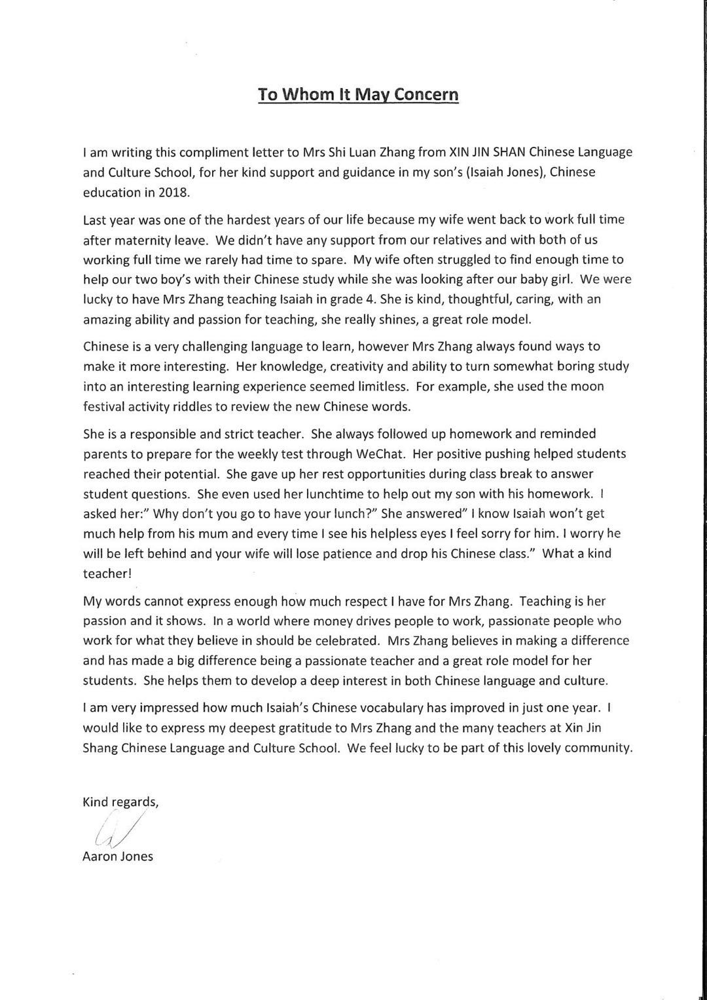 To Whom It May Concern
I am writing this compliment letter to Mrs Shi Luan Zhang from XIN JIN SHAN Chinese Language
and Culture School, for her kind support and guidance in my son's (Isaiah Jones), Chinese
education in 2018.
Last year was one of the hardest years of our life because my wife went back to work full time
after maternity leave.  We didn't have any support from our relatives and with both of us
working full time we rarely had time to spare.  My wife often struggled to find enough time to
help our two boy's with their Chinese study while she was looking after our baby girl.  We were
lucky to have Mrs Zhang teaching Isaiah in grade 4. She is kind, thoughtful, caring, with an
amazing ability and passion for teaching, she really shines, a great role model.
Chinese is a very challenging language to learn, however Mrs Zhang always found ways to
make it more interesting.  Her knowledge, creativity and ability to turn somewhat boring study
into an interesting learning experience seemed limitless.  For example, she used the moon
festival activity riddles to review the new Chinese words.
She is a responsible and strict teacher.  She always followed up homework and reminded
parents to prepare for the weekly test through WeChat.  Her positive pushing helped students
reached their potential.  She gave up her rest opportunities during class break to answer
student questions.  She even used her lunchtime to help out my son with his homework.  I
asked her:" Why don't you go to have your lunch?" She answered" I know Isaiah won't get
much help from his mum and every time I see his helpless eyes I feel sorry for him. I worry he
will be left behind and your wife will lose patience and drop his Chinese class."  What a kind
teacher!
My words cannot express enough how much respect I have for Mrs Zhang.  Teaching is her
passion and it shows.  In a world where money drives people to work, passionate people who
work for what they believe in should be celebrated.  Mrs Zhang believes in making a difference
and has made a big difference being a passionate teacher and a great role model for her
students.  She helps them to develop a deep interest in both Chinese language and culture.
I am very impressed how much Isaiah's Chinese vocabulary has improved in just one year.  I
would like to express my deepest gratitude to Mrs Zhang and the many teachers at Xin Jin
Shang Chinese Language and Culture School.  We feel lucky to be part of this lovely community.
Kind regards,
Aaron Jones